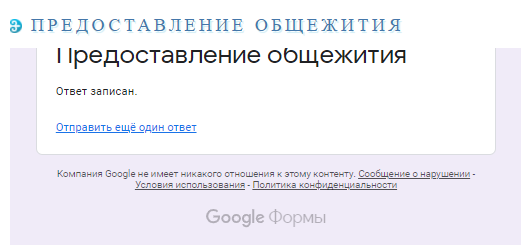 ПРЕДОСТАВЛЕНИЕ ОБЩЕЖИТИЯ
Предоставление общежития
Ответ записан.
Отправить ещё один ответ
Компания Google не имеет никакого отношения к этому контенту. Сообщение о нарушении -
Условия использования - Политика конфиденциальности
Google Формы